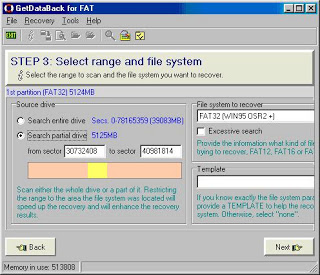 GetDataBack for FAT
File Recovery Tools Help
EXIT
STEP 3: Select range and file system
Select the range to scan and the file system you want to recover.
1st partition (FAT32) 5124MB
Source drive
Search entire drive Secs. 0-78165359 (39083MB)
Search partial drive 5125MB
from sector 30732408 to sector 40981814
Scan either the whole drive or a part of it. Restricting
the range to the area the file system was located will
speed up the recovery and will enhance the recovery
results.
File system to recover
FAT32 (WIN95 OSR2 +)
Excessive search
Provide the information what kind of file
trying to recover, FAT12, FAT16 or FA
Template
If you know exactly the file system para
provide a TEMPLATE to help the recov
system. Otherwise, select "none".
Back
Next
Memory in use: 513808